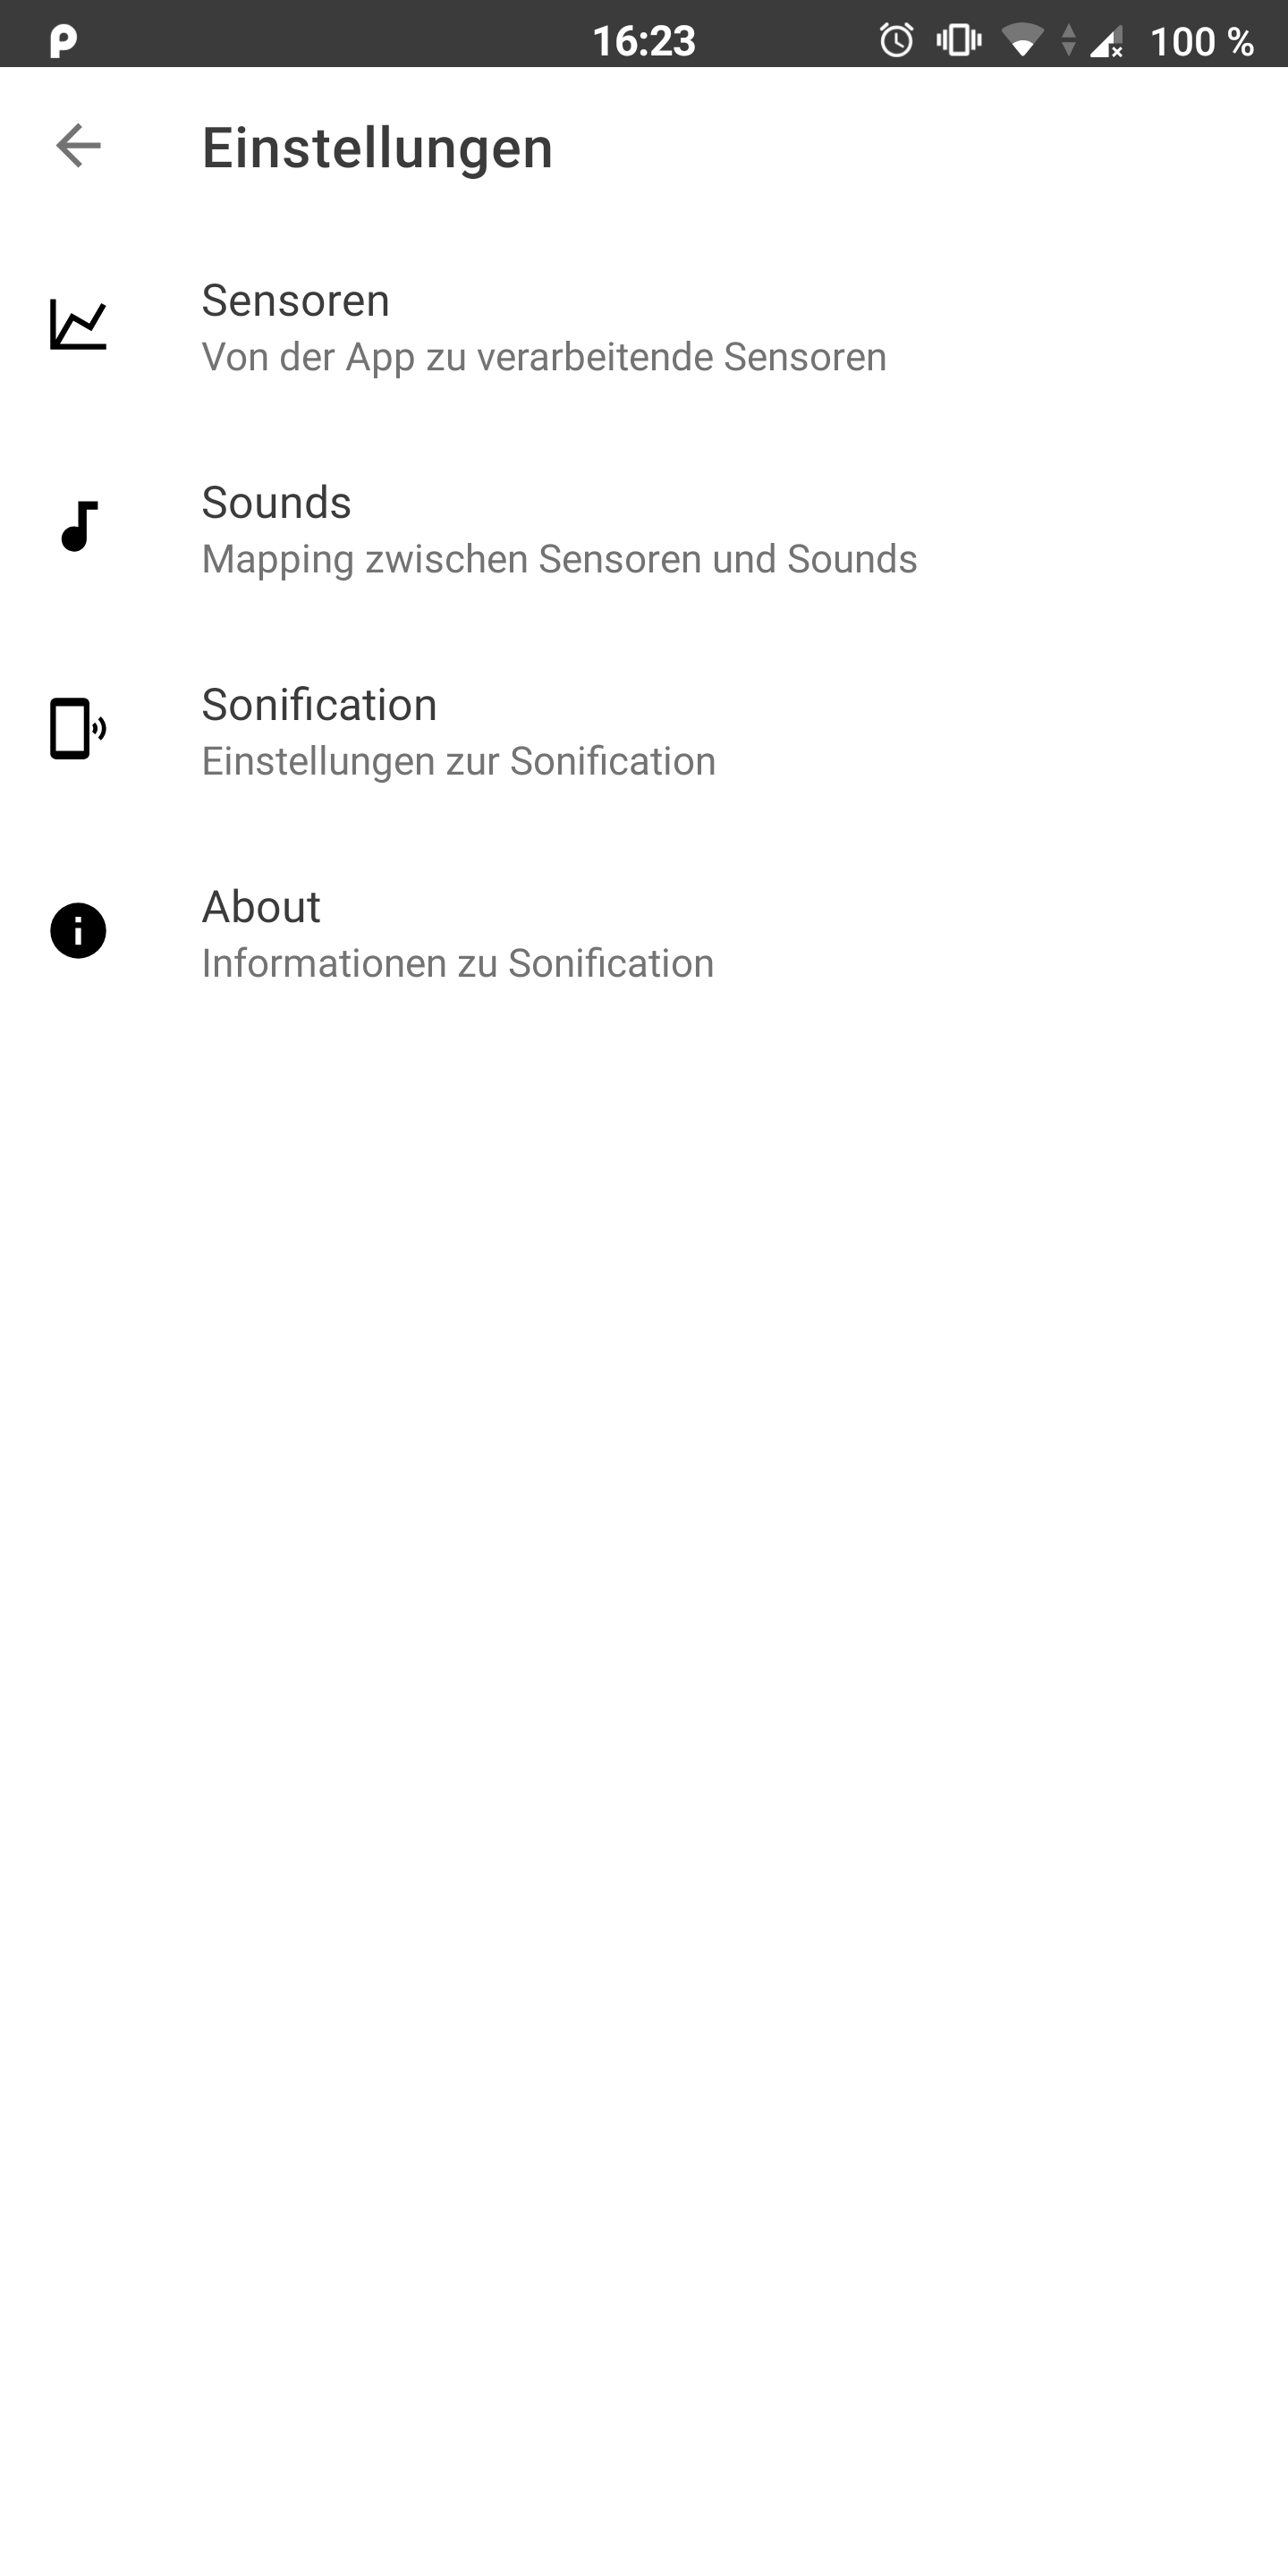 16:23
100 %
Einstellungen
Sensoren
Von der App zu verarbeitende Sensoren
Sounds
Mapping zwischen Sensoren und Sounds
Sonification
Einstellungen zur Sonification
About
Informationen zu Sonification